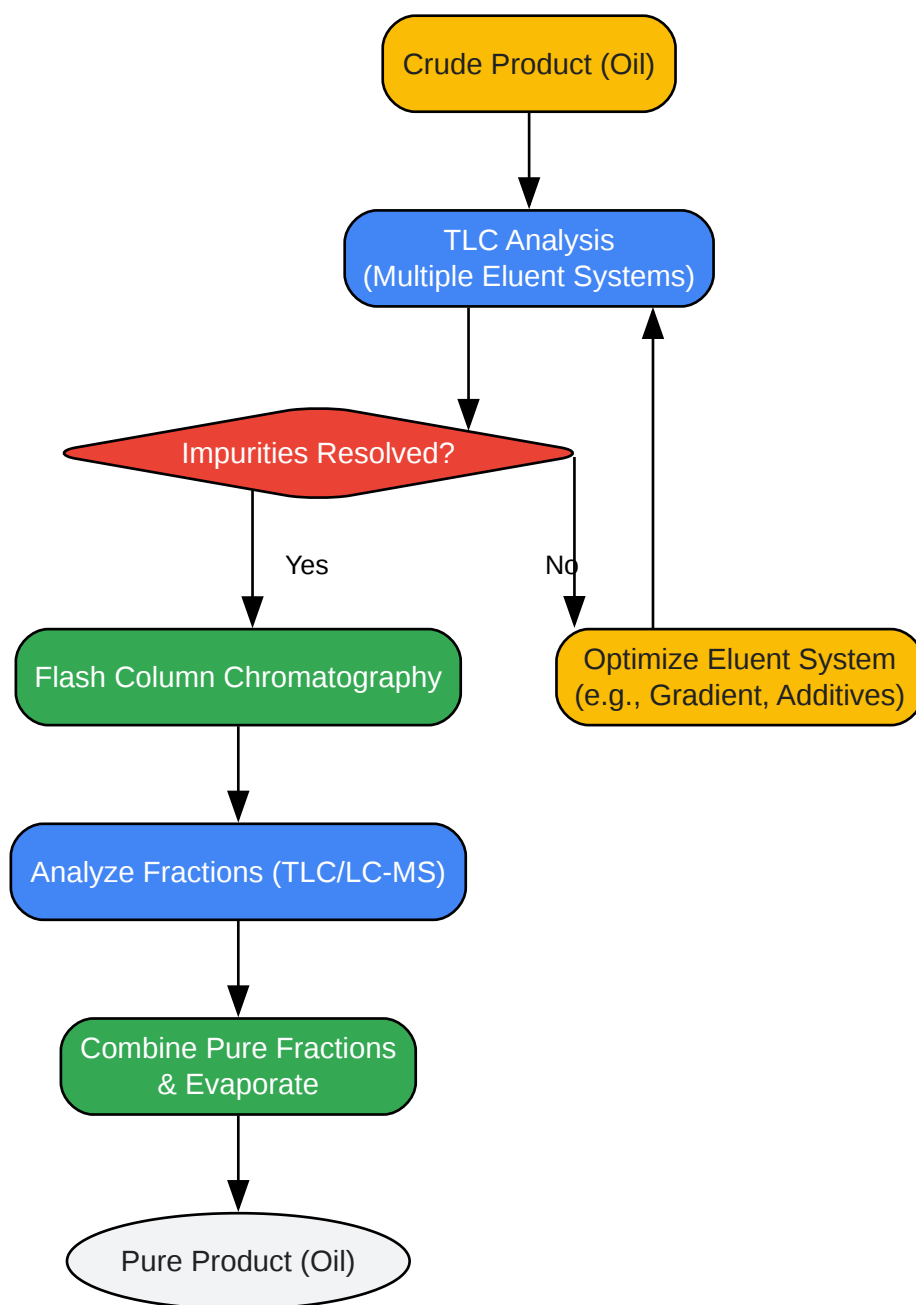 Crude Product (Oil)
TLC Analysis
(Multiple Eluent Systems)
Impurities Resolved?
Yes
No
Flash Column Chromatography
Optimize Eluent System
(e.g., Gradient, Additives)
Analyze Fractions (TLC/LC-MS)
Combine Pure Fractions
& Evaporate
Pure Product (Oil)